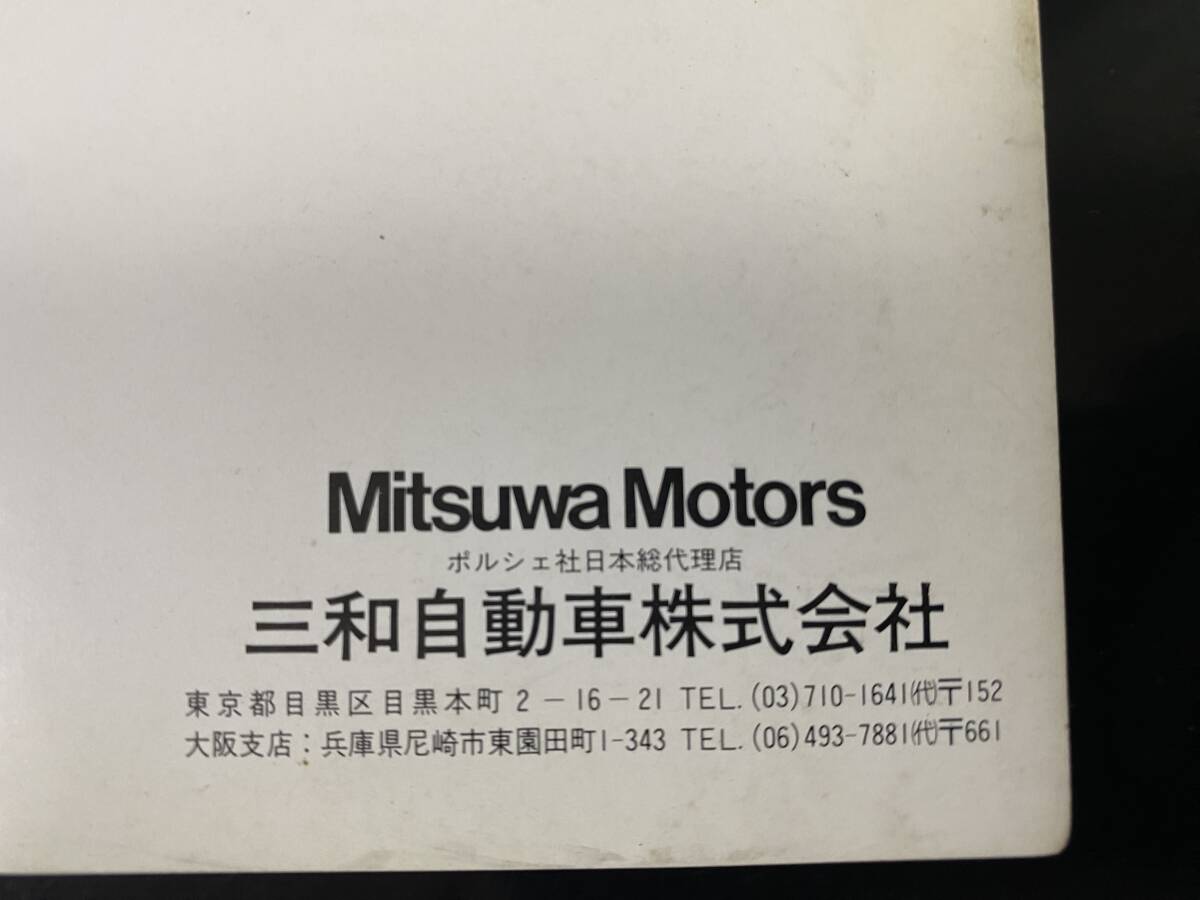 Mitsuwa Motors
ポルシェ社日本総代理店
三和自動車株式会社
東京都目黒区目黒本町2-16-21 TEL.(03)710-1641㈹〒152
大阪支店:兵庫県尼崎市東園田町1-343 TEL.(06)493-7881㈹〒661